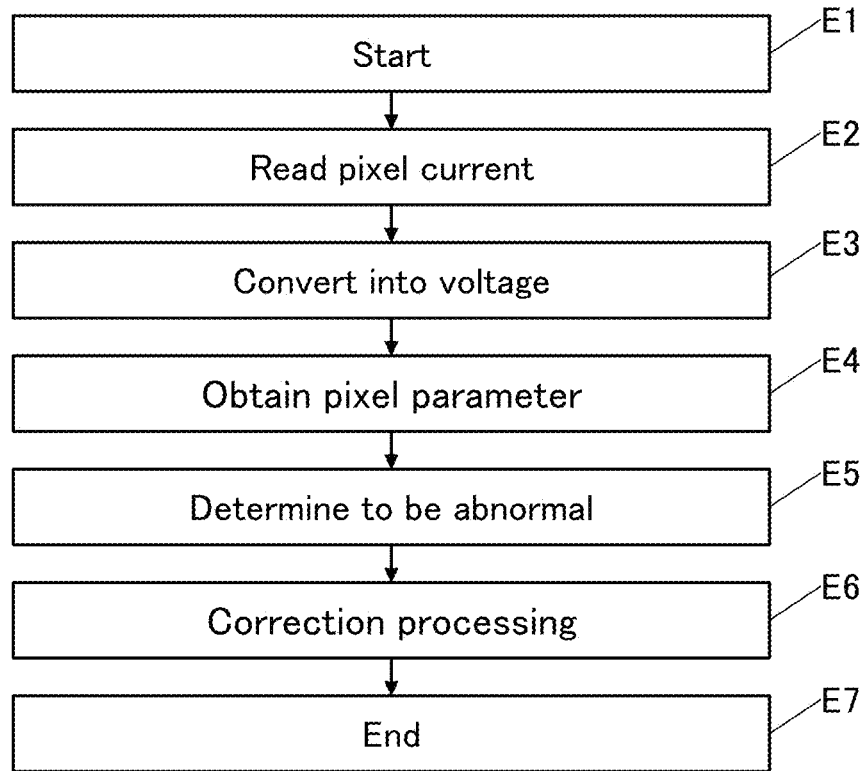 E1
Start
E2
Read pixel current
E3
Convert into voltage
E4
Obtain pixel parameter
E5
Determine to be abnormal
E6
Correction processing
E7
End